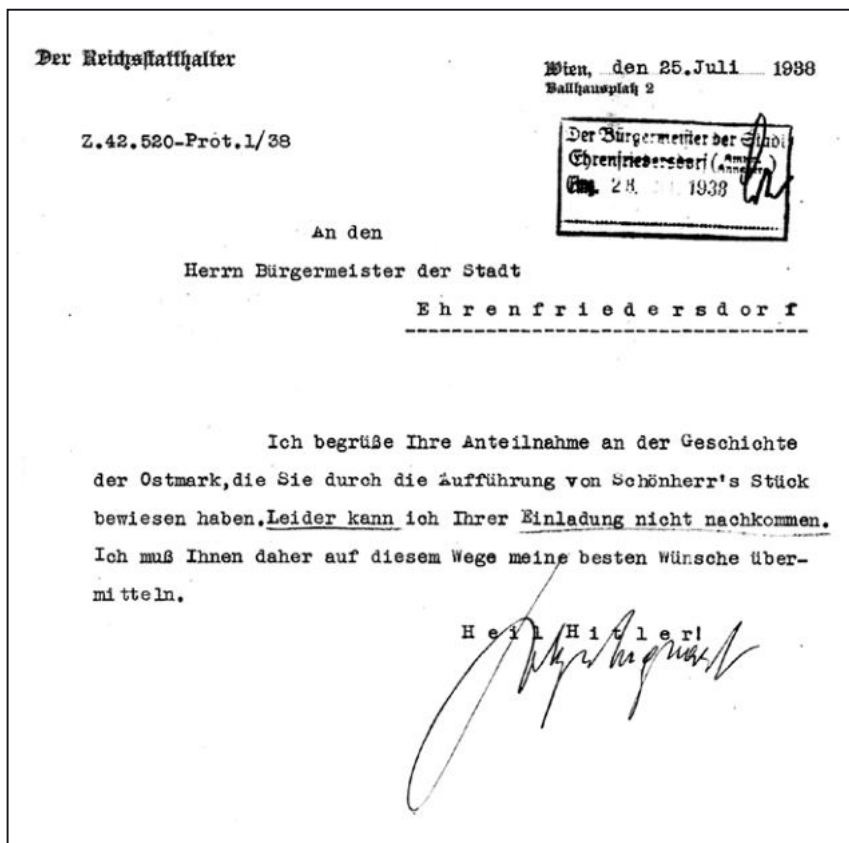 Der Reichsstatthalter
Wien, den 25.Juli 1938
Ballhausplatz 2
Z.42.520-Prot.1/38
Der Bürgermeister der Stadt
Ehrenfriedersdorf (
Eing. 28. 1938
An den
Herrn Bürgermeister der Stadt
Ehrenfriedersdorf
Ich begrüße Ihre Anteilnahme an der Geschichte
der Ostmark,die Sie durch die Aufführung von Schönherr's Stück
bewiesen haben.Leider kann ich Ihrer Einladung nicht nachkommen.
Ich muß Ihnen daher auf diesem Wege meine besten Wünsche über-
mitteln.
Heil Hitler!